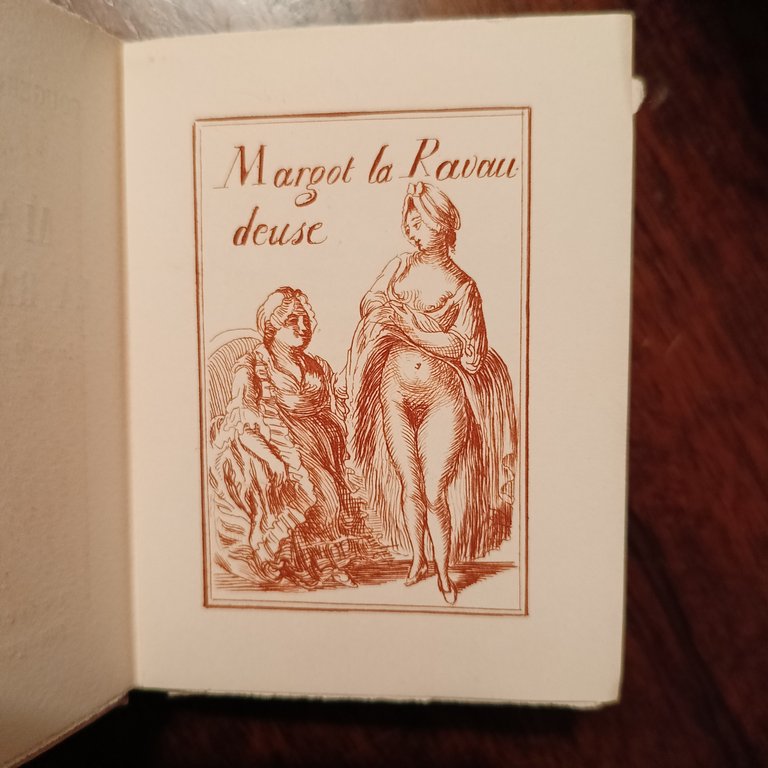 Margot la Ravau-
deuse